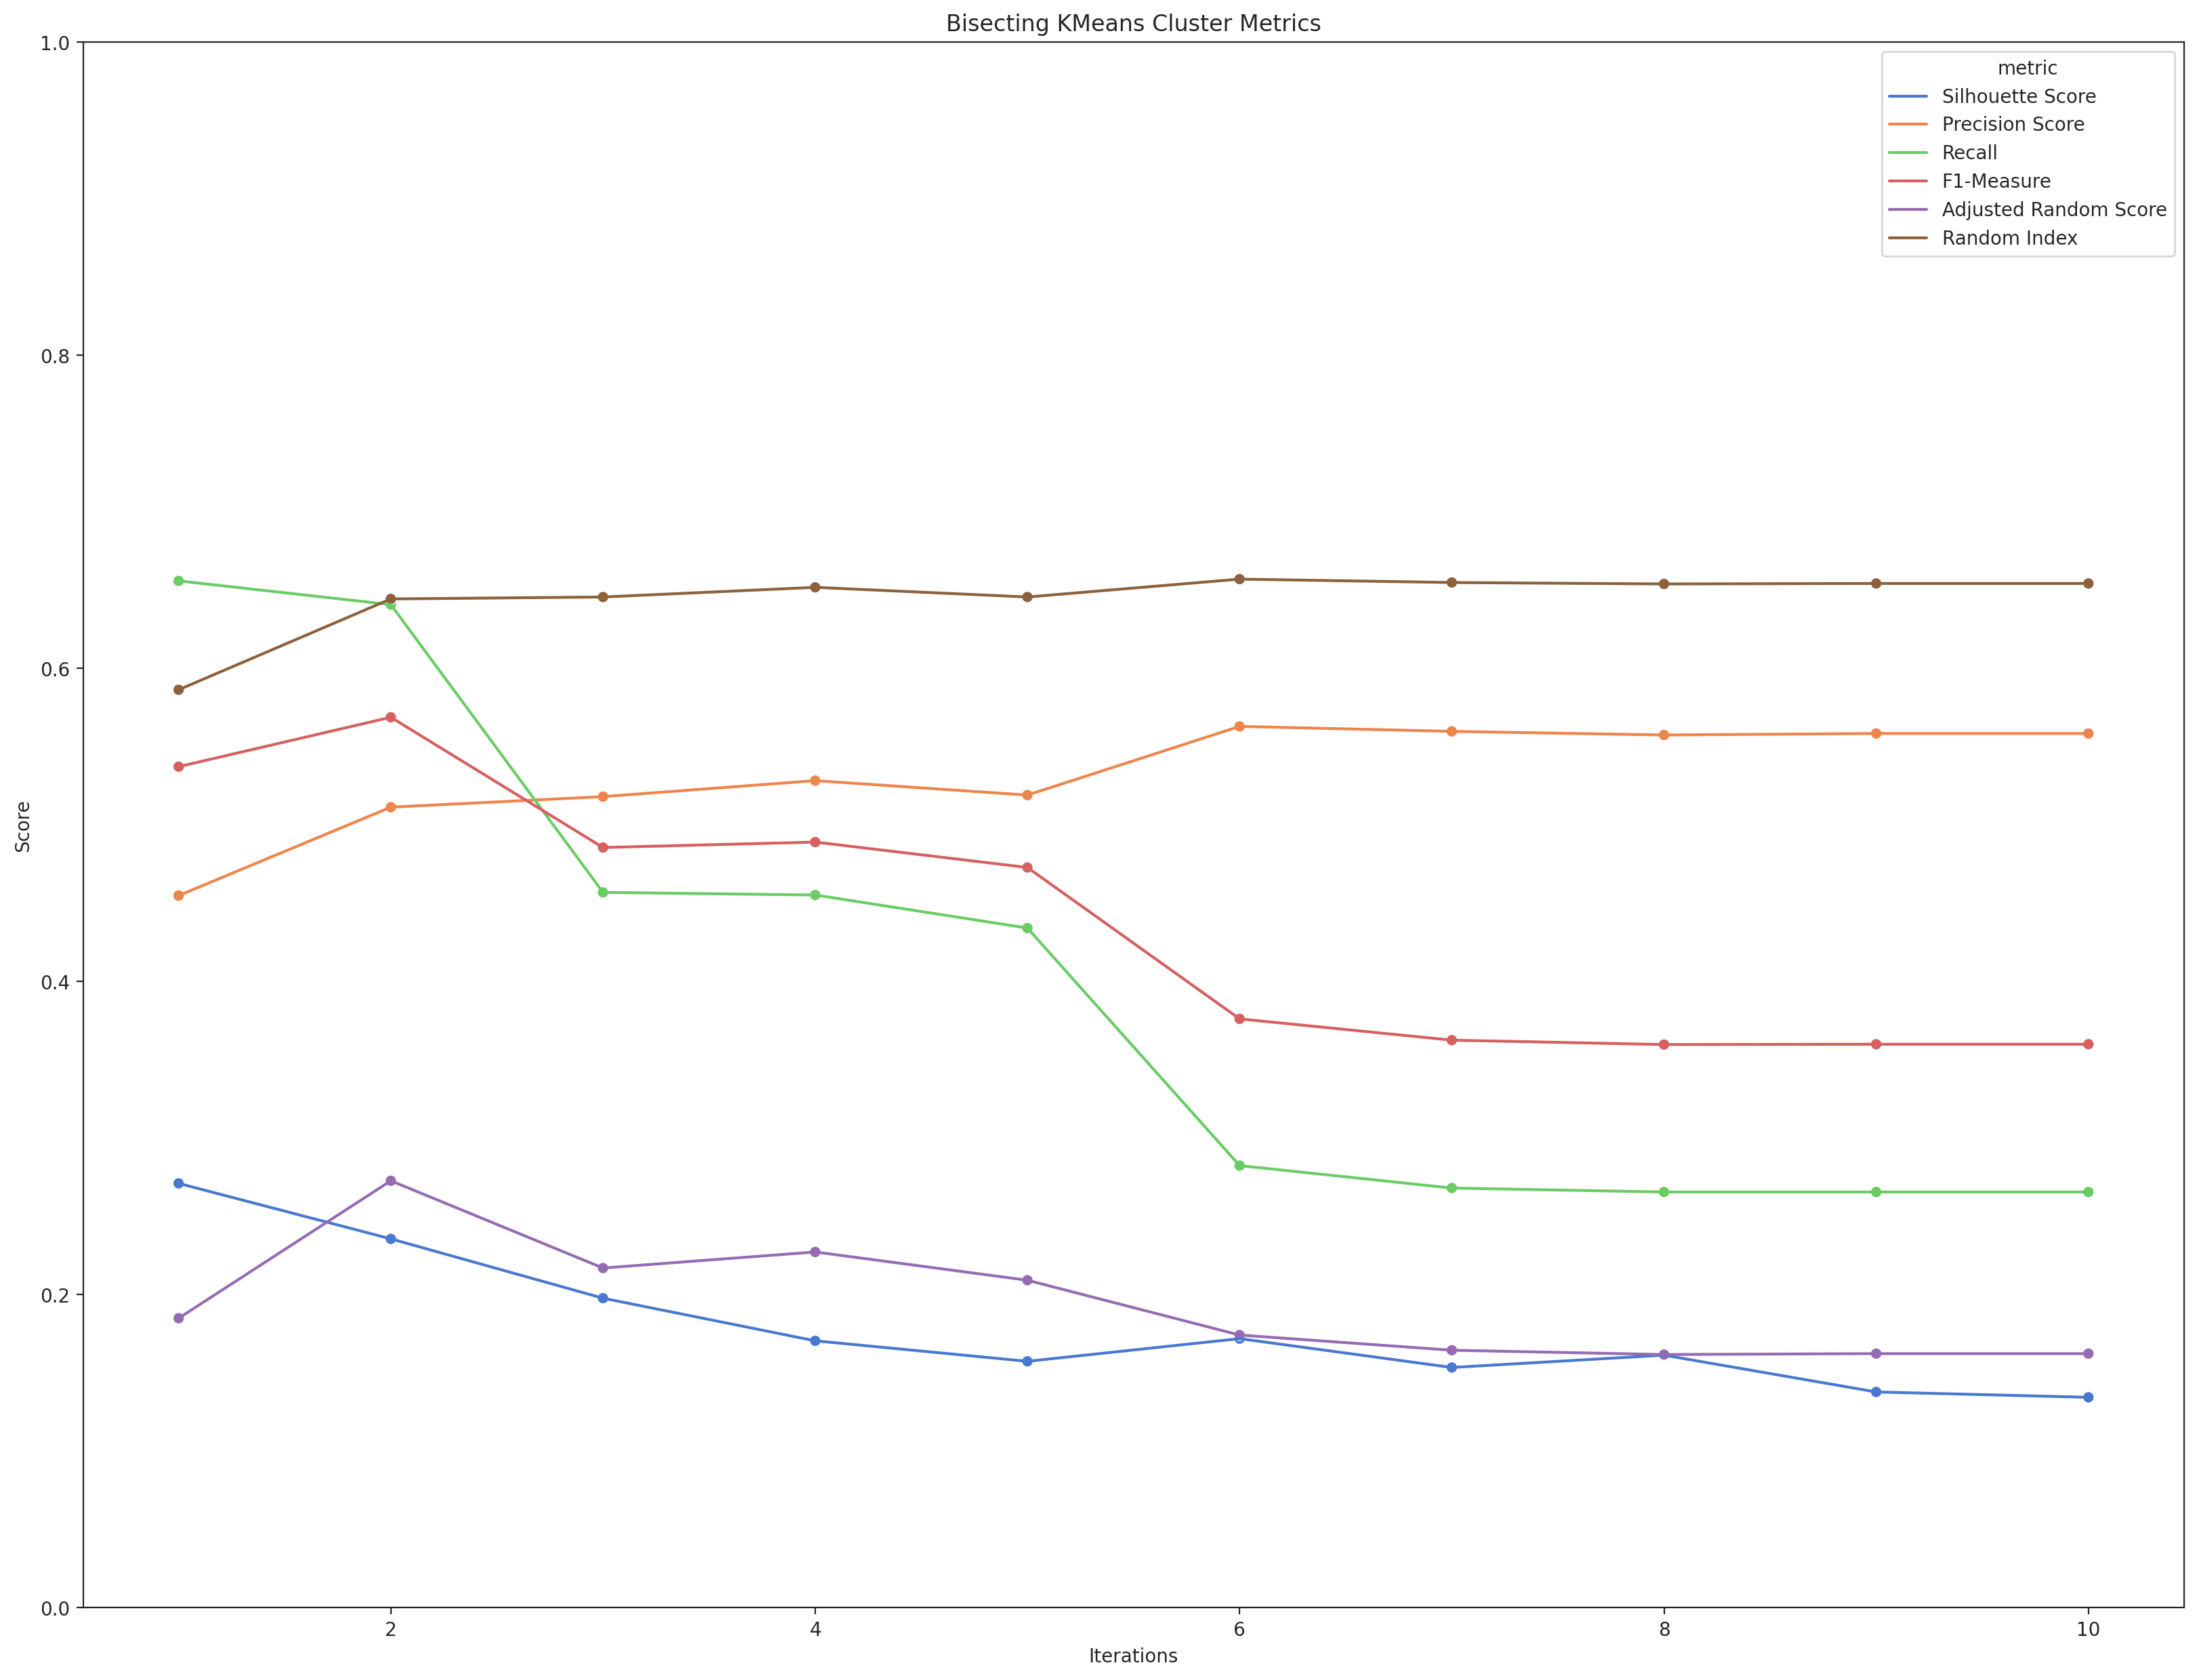 Bisecting KMeans Cluster Metrics
metric
Silhouette Score
Precision Score
Recall
F1-Measure
Adjusted Random Score
Random Index
1.0
0.8
0.6
0.4
0.2
0.0
Score
2
4
6
8
10
Iterations